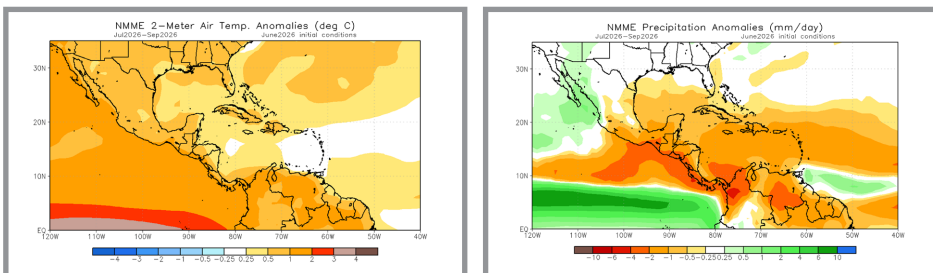 NMME 2-Meter Air Temp. Anomalies (deg C)
Jul2026-Sep2026 June2026 initial conditions
30N
20N
10N
EQ
120W 110W 100W 90W 80W 70W 60W 50W 40W
-4 -3 -2 -1 -0.5 -0.25 0.25 0.5 1 2 3 4
NMME Precipitation Anomalies (mm/day)
Jul2026-Sep2026 June2026 initial conditions
30N
20N
10N
EQ
120W 110W 100W 90W 80W 70W 60W 50W 40W
-10 -6 -4 -2 -1 -0.5 -0.25 0.25 0.5 1 2 4 6 10